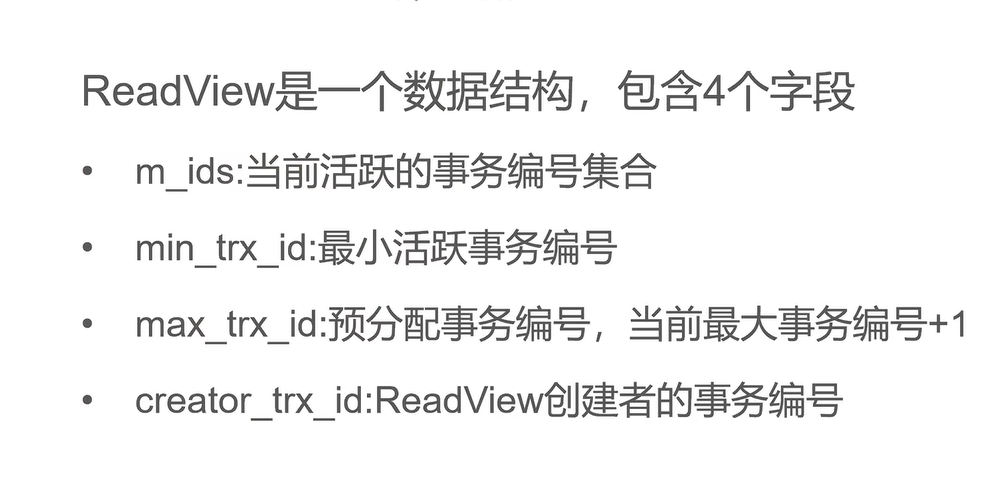 ReadView是一个数据结构，包含4个字段
• m_ids:当前活跃的事务编号集合
• min_trx_id:最小活跃事务编号
• max_trx_id:预分配事务编号，当前最大事务编号+1
• creator_trx_id:ReadView创建者的事务编号